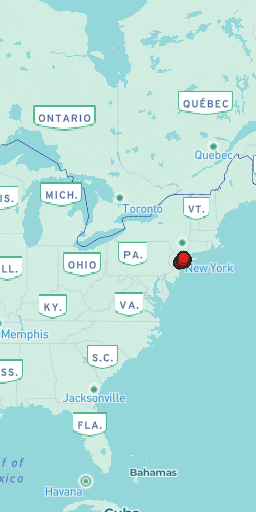 QUÉBEC
ONTARIO
Quebec
IS.
MICH.
Toronto
VT.
PA.
LL.
OHIO
New York
KY.
VA.
Memphis
S.C.
SS.
Jacksonville
FLA.
f of
xico
Bahamas
Havana
Cuba